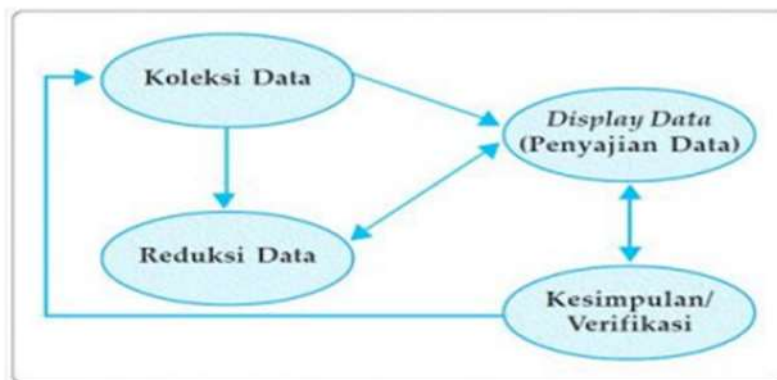 Koleksi Data
Display Data
(Penyajian Data)
Reduksi Data
Kesimpulan/
Verifikasi